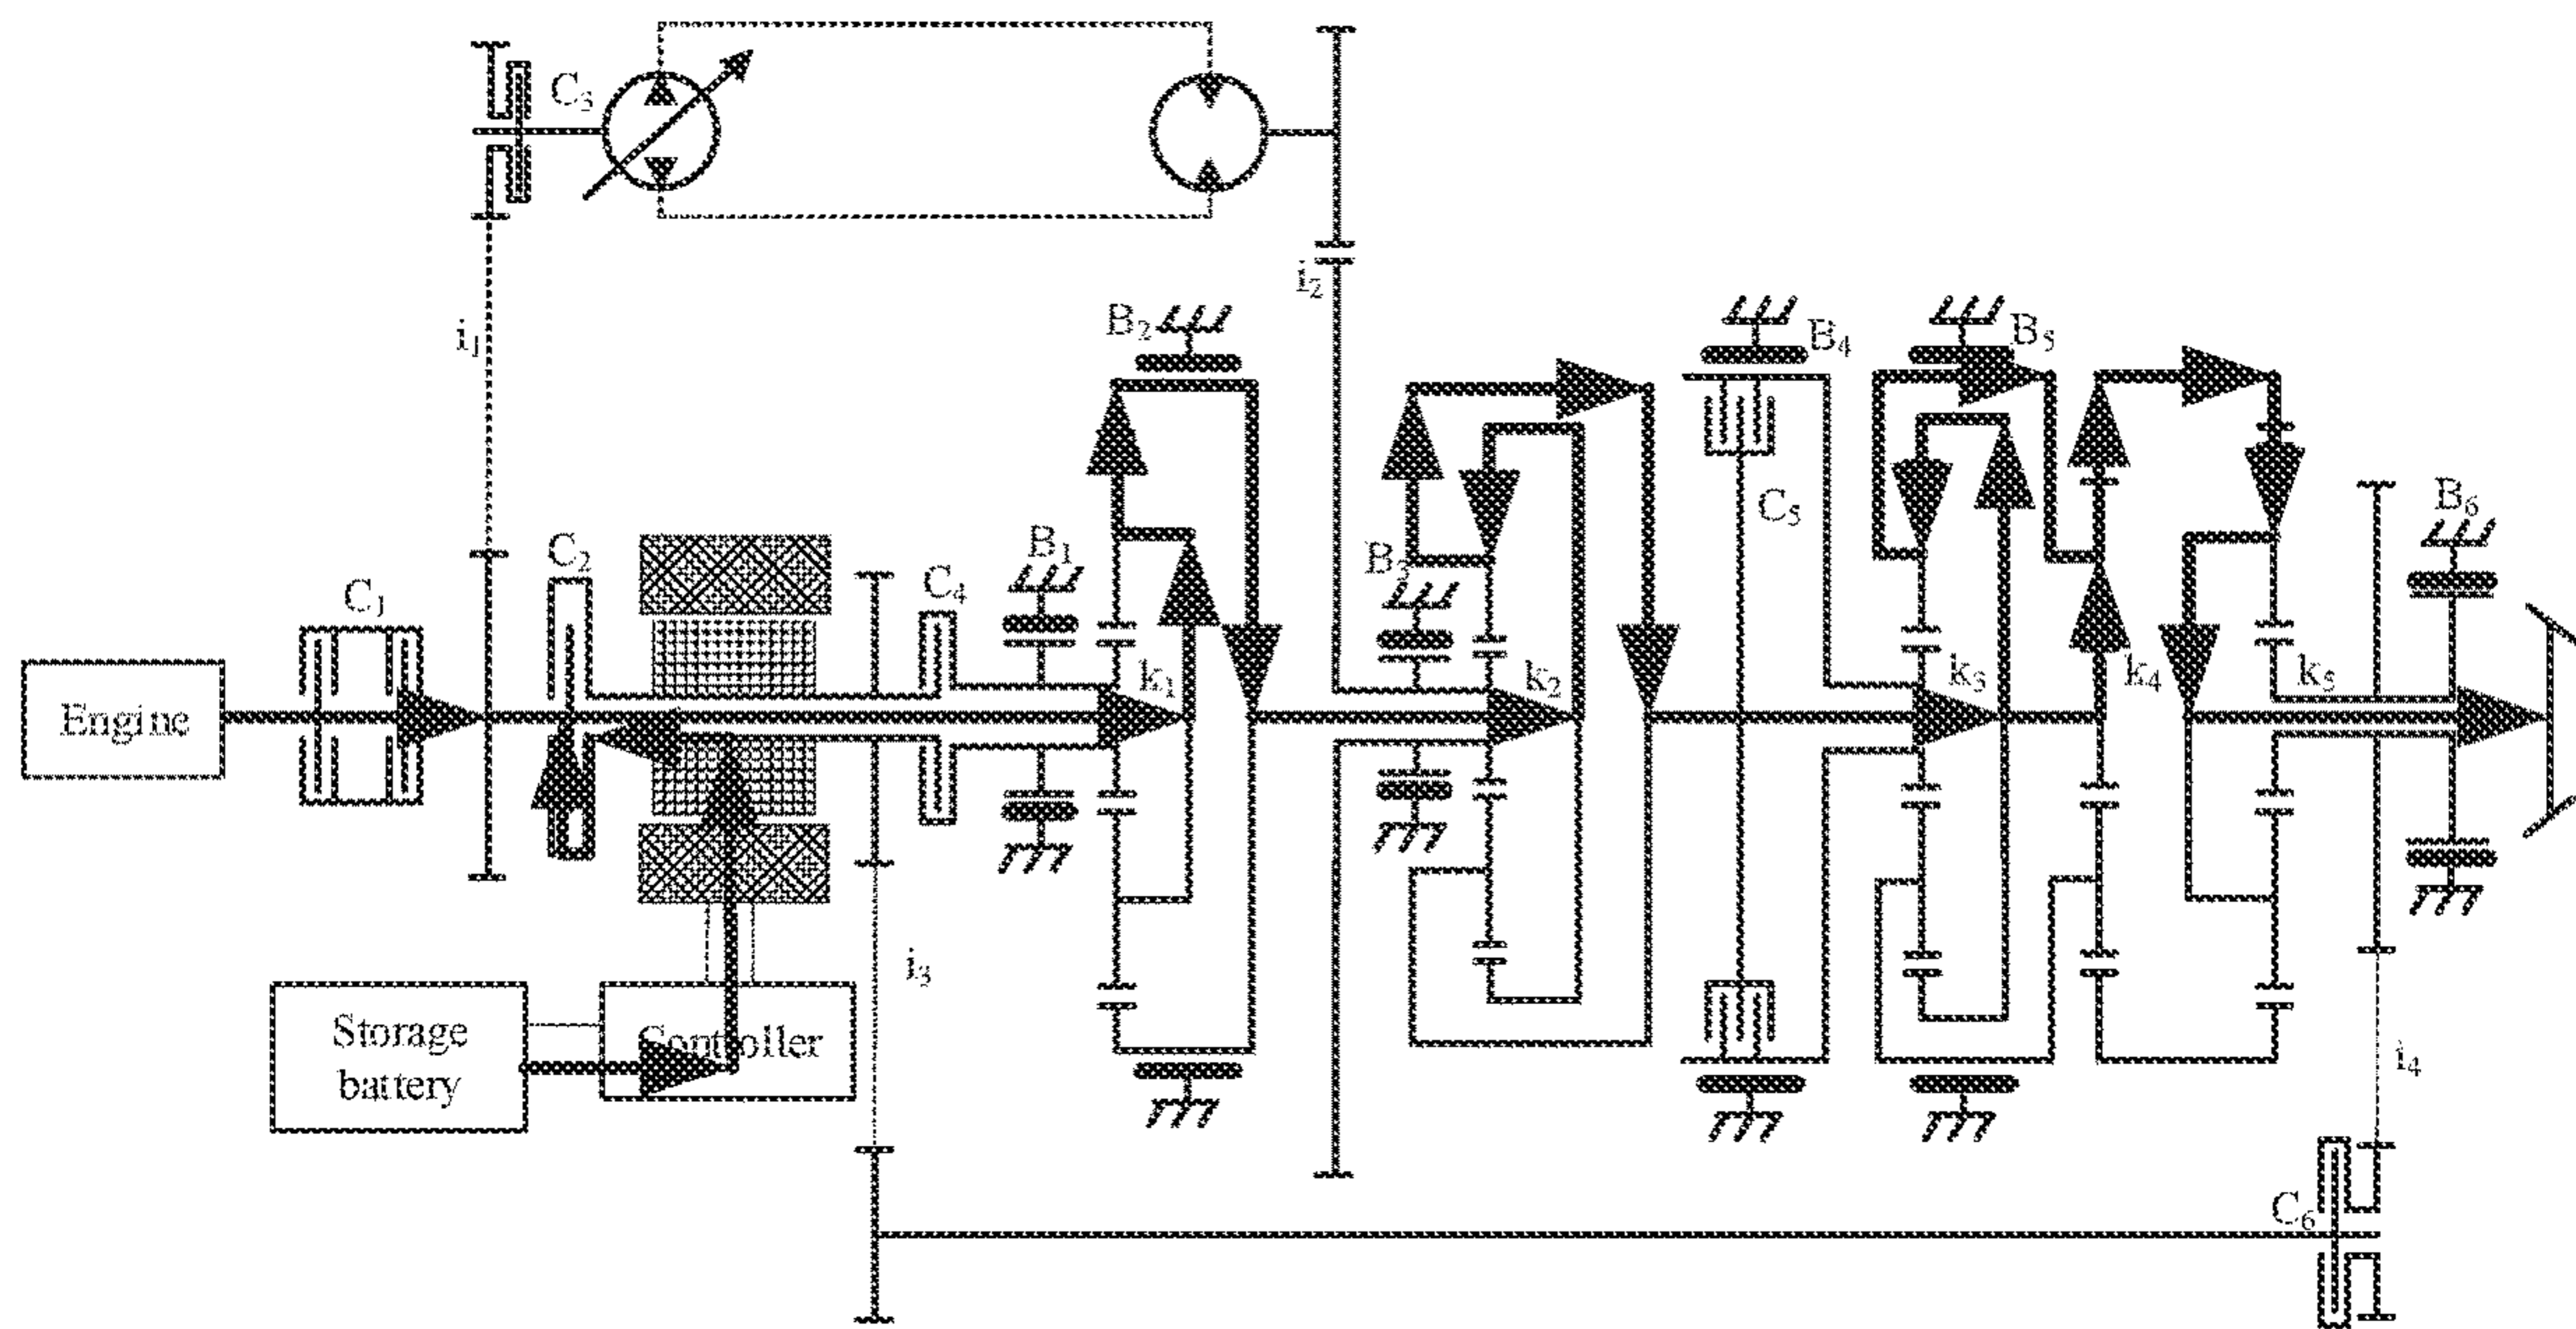 C₃
i₂
i₁
B₂
B₄
B₅
C₅
B₆
C₂
B₁
B₃
C₄
C₁
k₁
k₂
k₃
k₄
k₅
Engine
i₃
Storage
battery
Controller
i₄
C₆